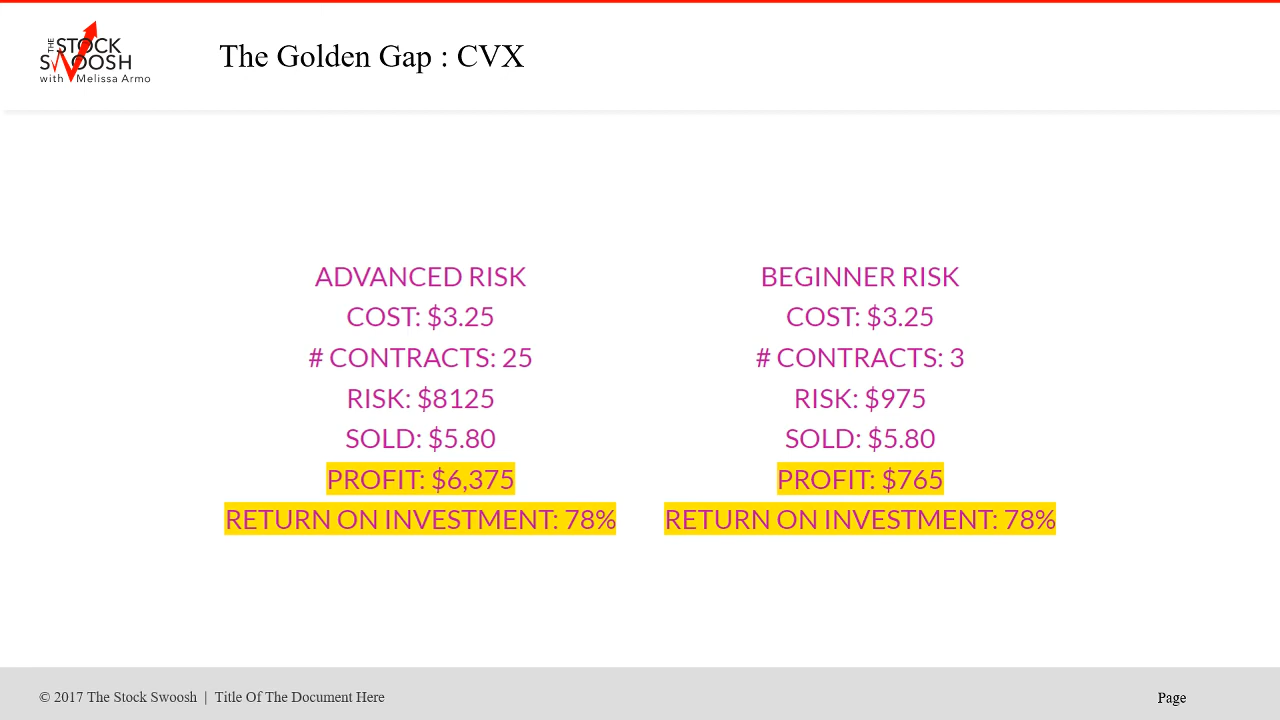 THE STOCK
SWOOSH
with Melissa Armo
The Golden Gap : CVX
ADVANCED RISK
COST: $3.25
# CONTRACTS: 25
RISK: $8125
SOLD: $5.80
PROFIT: $6,375
RETURN ON INVESTMENT: 78%
BEGINNER RISK
COST: $3.25
# CONTRACTS: 3
RISK: $975
SOLD: $5.80
PROFIT: $765
RETURN ON INVESTMENT: 78%
© 2017 The Stock Swoosh | Title Of The Document Here
Page